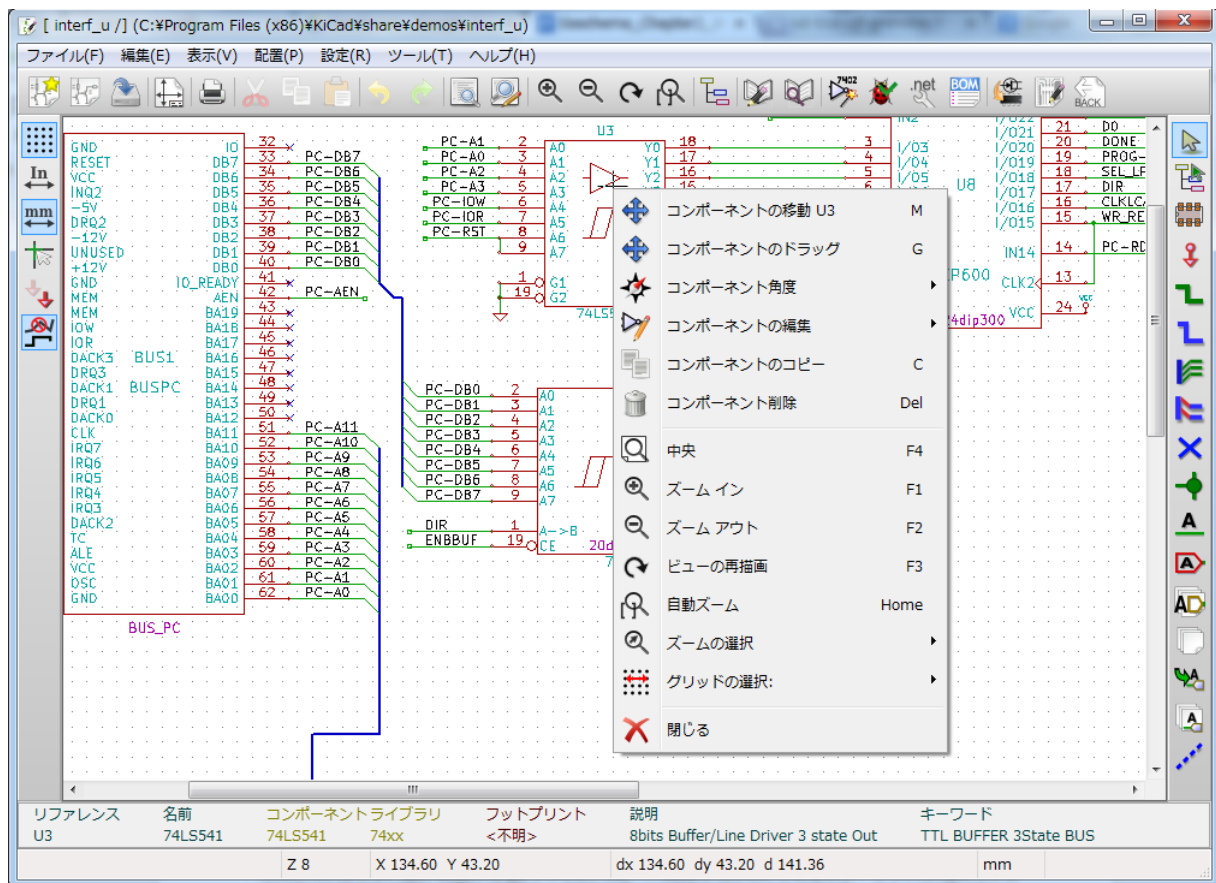 [ interf_u /] (C:¥Program Files (x86)¥KiCad¥share¥demos¥interf_u)
ファイル(F) 編集(E) 表示(V) 配置(P) 設定(R) ツール(T) ヘルプ(H)
7402
.net
BOM
BACK
In
mm
GND IO 32
RESET DB7 33 PC-DB7
VCC DB6 34 PC-DB6
INQ2 DB5 35 PC-DB5
-5V DB4 36 PC-DB4
DRQ2 DB3 37 PC-DB3
-12V DB2 38 PC-DB2
UNUSED DB1 39 PC-DB1
+12V DB0 40 PC-DB0
GND IO_READY 41
MEM AEN 42 PC-AEN
MEM BA19 43
IOW BA18 44
IOR BA17 45
DACK3 BUS1 BA16 46
DRQ3 BA15 47
DACK1 BUSPC BA14 48
DRQ1 BA13 49
DACK0 BA12 50
CLK BA11 51 PC-A11
IRQ7 BA10 52 PC-A10
IRQ6 BA09 53 PC-A9
IRQ5 BA08 54 PC-A8
IRQ4 BA07 55 PC-A7
IRQ3 BA06 56 PC-A6
DACK2 BA05 57 PC-A5
TC BA04 58 PC-A4
ALE BA03 59 PC-A3
VCC BA02 60 PC-A2
OSC BA01 61 PC-A1
GND BA00 62 PC-A0
BUS_PC
U3
PC-A1 2 A0 Y0 18
PC-A0 3 A1 Y1 17
PC-A2 4 A2 Y2 16
PC-A3 5 A3
PC-IOW 6 A4
PC-IOR 7 A5
PC-RST 8 A6
9 A7
1 G1
19 G2
74LS5
PC-DB0 2 A0
PC-DB1 3 A1
PC-DB2 4 A2
PC-DB3 5 A3
PC-DB4 6 A4
PC-DB5 7 A5
PC-DB6 8 A6
PC-DB7 9 A7
DIR 1 A->B
ENBBUF 19 CE 20d
7
IN2 I/O22
I/O21 21 D0
3 I/O3 I/O20 20 DONE
4 I/O4 I/O19 19 PROG-
5 I/O5 I/O18 18 SEL_LP
6 U8 I/O17 17 DIR
I/O16 16 CLKLC
I/O15 15 WR_RE
IN14 14 PC-RD
P600 CLK2 13
VCC 24 VCC
4dip300
コンポーネントの移動 U3 M
コンポーネントのドラッグ G
コンポーネント角度
コンポーネントの編集
コンポーネントのコピー C
コンポーネント削除 Del
中央 F4
ズーム イン F1
ズーム アウト F2
ビューの再描画 F3
自動ズーム Home
ズームの選択
グリッドの選択:
閉じる
A
A
AD
A
A
リファレンス 名前 コンポーネントライブラリ フットプリント 説明 キーワード
U3 74LS541 74LS541 74xx <不明> 8bits Buffer/Line Driver 3 state Out TTL BUFFER 3State BUS
Z 8 X 134.60 Y 43.20 dx 134.60 dy 43.20 d 141.36 mm